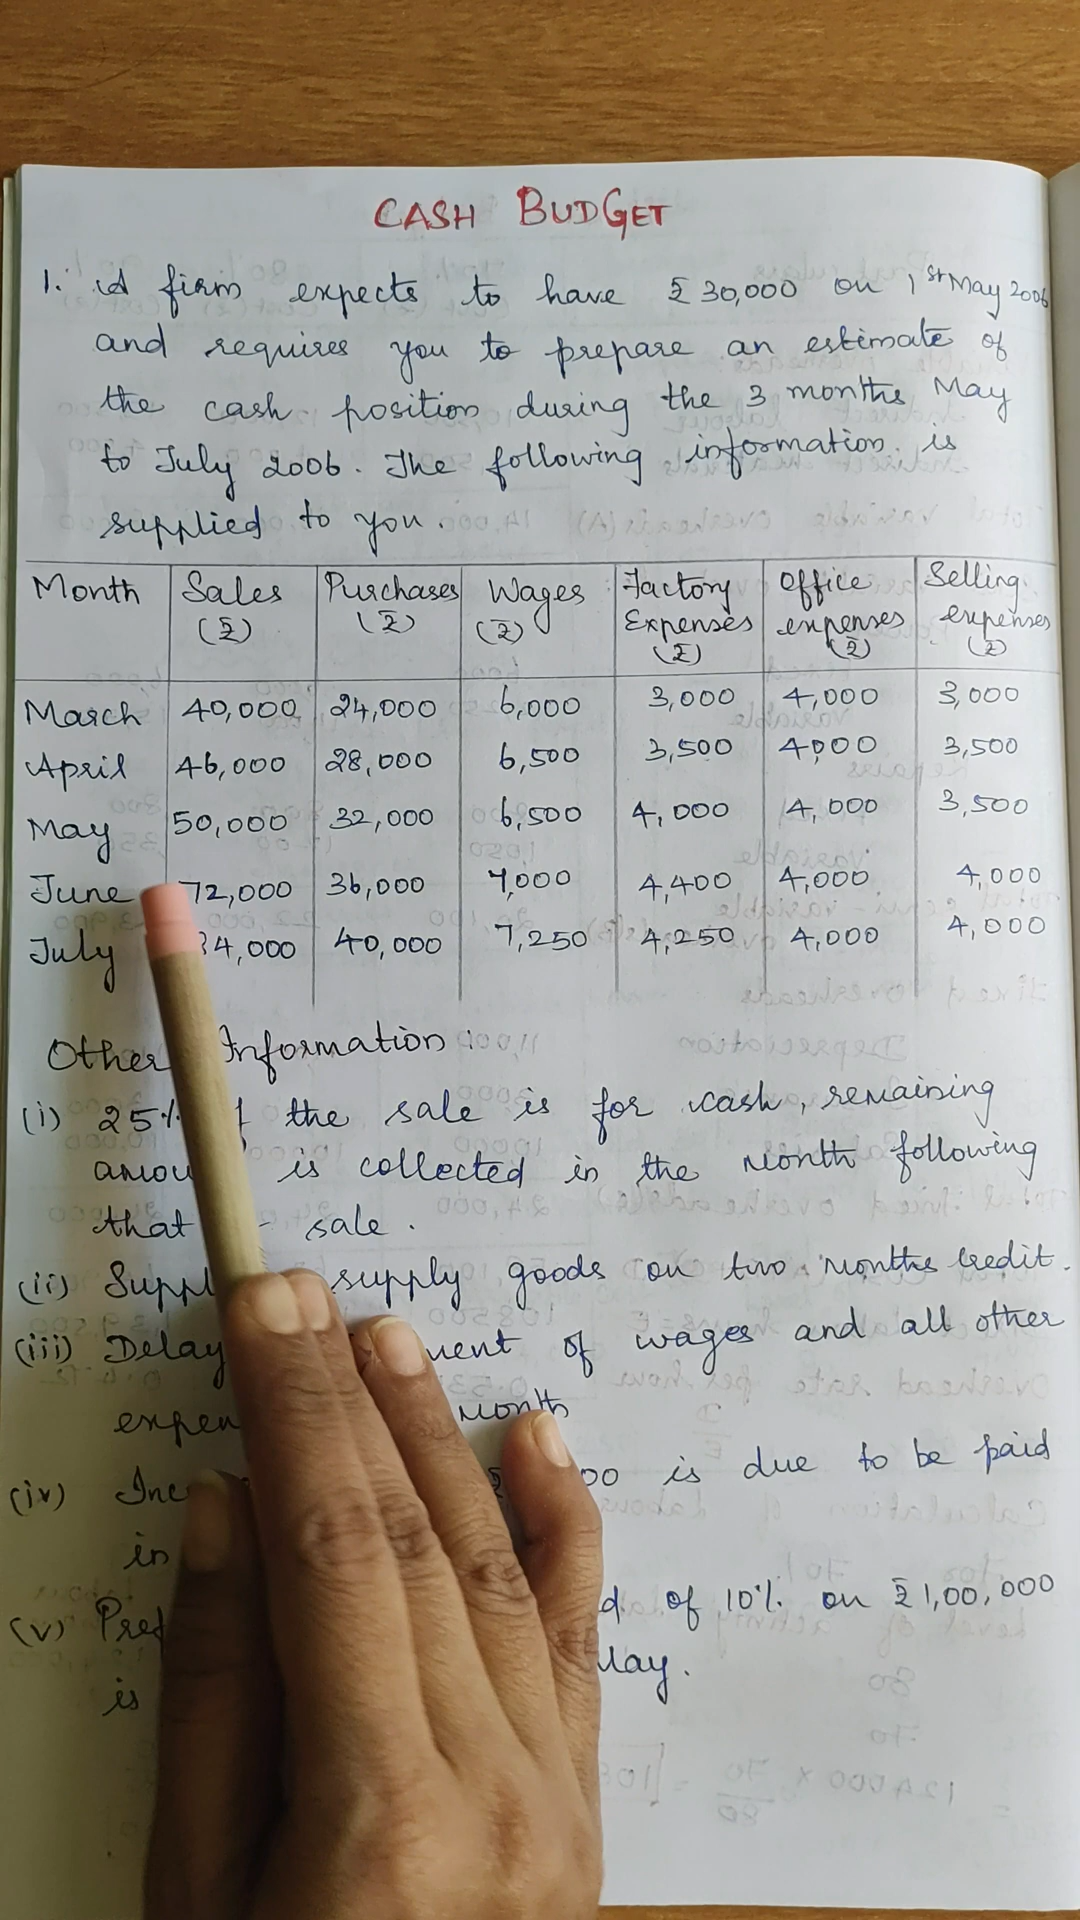 CASH BUDGET
1. A firm expects to have ₹ 30,000 on 1st May 2006
and requires you to prepare an estimate of
the cash position during the 3 months May
to July 2006. The following information is
supplied to you.
Month Sales (₹) Purchases (₹) Wages (₹) Factory Expenses (₹) Office expenses (₹) Selling expenses (₹)
March 40,000 24,000 6,000 3,000 4,000 3,000
April 46,000 28,000 6,500 3,500 4000 3,500
May 50,000 32,000 6,500 4,000 4,000 3,500
June 72,000 36,000 7,000 4,400 4,000 4,000
July 4,000 40,000 7,250 4,250 4,000 4,000
Other Information :
(i) 25% the sale is for cash, remaining
is collected in the month following
that sale.
(ii) supply goods on two months credit.
(iii) Delay of wages and all other
month
(iv) is due to be paid
in
(v) of 10% on ₹ 1,00,000
is